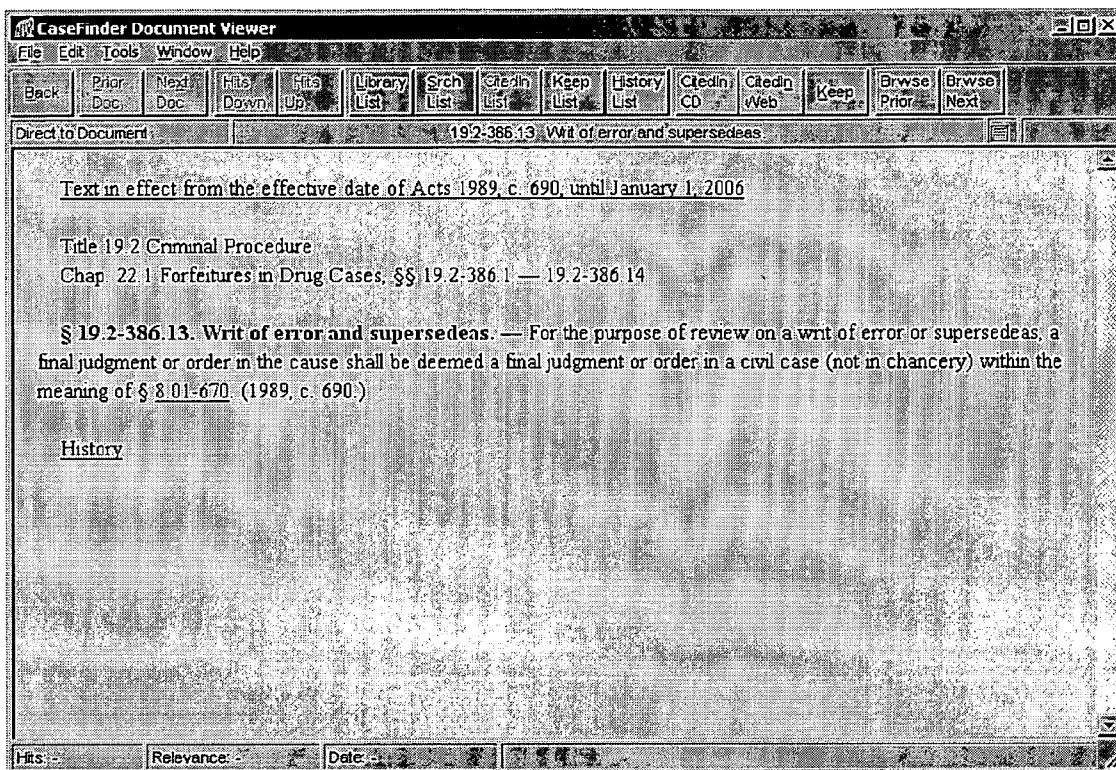 CaseFinder Document Viewer
File Edit Tools Window Help
Back Prior Doc. Next Doc. Hits Down Hits Up Library List Srch List CitedIn List Keep List History List CitedIn CD CitedIn Web Keep Brwse Prior Brwse Next
Direct to Document 19.2-386.13 Writ of error and supersedeas.
Text in effect from the effective date of Acts 1989, c. 690, until January 1, 2006
Title 19.2 Criminal Procedure
Chap. 22.1 Forfeitures in Drug Cases, §§ 19.2-386.1 — 19.2-386.14
§ 19.2-386.13. Writ of error and supersedeas. — For the purpose of review on a writ of error or supersedeas, a
final judgment or order in the cause shall be deemed a final judgment or order in a civil case (not in chancery) within the
meaning of § 8.01-670. (1989, c. 690.)
History
Hits: - Relevance: - Date: -